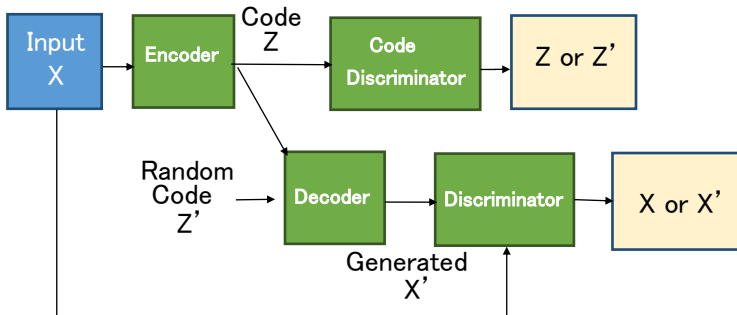 Input
X
Encoder
Code
Z
Code
Discriminator
Z or Z’
Random
Code
Z’
Decoder
Discriminator
X or X’
Generated
X’